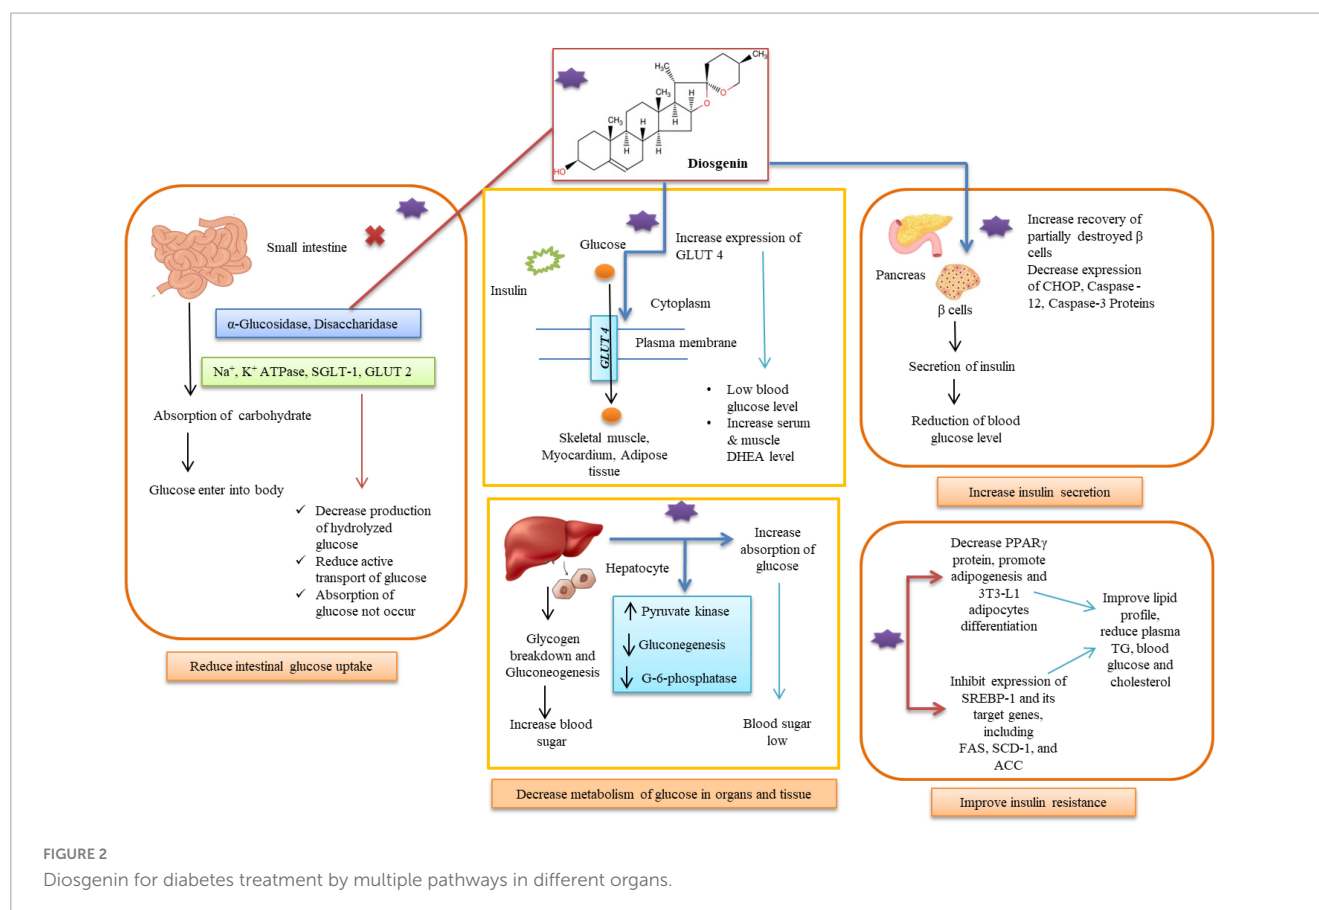 H₃C
CH₃
CH₃
H
O
CH₃
H
O
H
H
H
HO
Diosgenin
Small intestine
α-Glucosidase, Disaccharidase
Na⁺, K⁺ ATPase, SGLT-1, GLUT 2
Absorption of carbohydrate
Glucose enter into body
✓ Decrease production
of hydrolyzed
glucose
✓ Reduce active
transport of glucose
✓ Absorption of
glucose not occur
Reduce intestinal glucose uptake
Glucose
Insulin
Increase expression of
GLUT 4
Cytoplasm
GLUT 4
Plasma membrane
Skeletal muscle,
Myocardium, Adipose
tissue
• Low blood
glucose level
• Increase serum
& muscle
DHEA level
Hepatocyte
Increase
absorption of
glucose
Glycogen
breakdown and
Gluconeogenesis
Increase blood
sugar
Pyruvate kinase
Gluconegenesis
G-6-phosphatase
Blood sugar
low
Decrease metabolism of glucose in organs and tissue
Pancreas
β cells
Increase recovery of
partially destroyed β
cells
Decrease expression
of CHOP, Caspase -
12, Caspase-3 Proteins
Secretion of insulin
Reduction of blood
glucose level
Increase insulin secretion
Decrease PPARγ
protein, promote
adipogenesis and
3T3-L1
adipocytes
differentiation
Inhibit expression of
SREBP-1 and its
target genes,
including
FAS, SCD-1, and
ACC
Improve lipid
profile,
reduce plasma
TG, blood
glucose and
cholesterol
Improve insulin resistance
FIGURE 2
Diosgenin for diabetes treatment by multiple pathways in different organs.